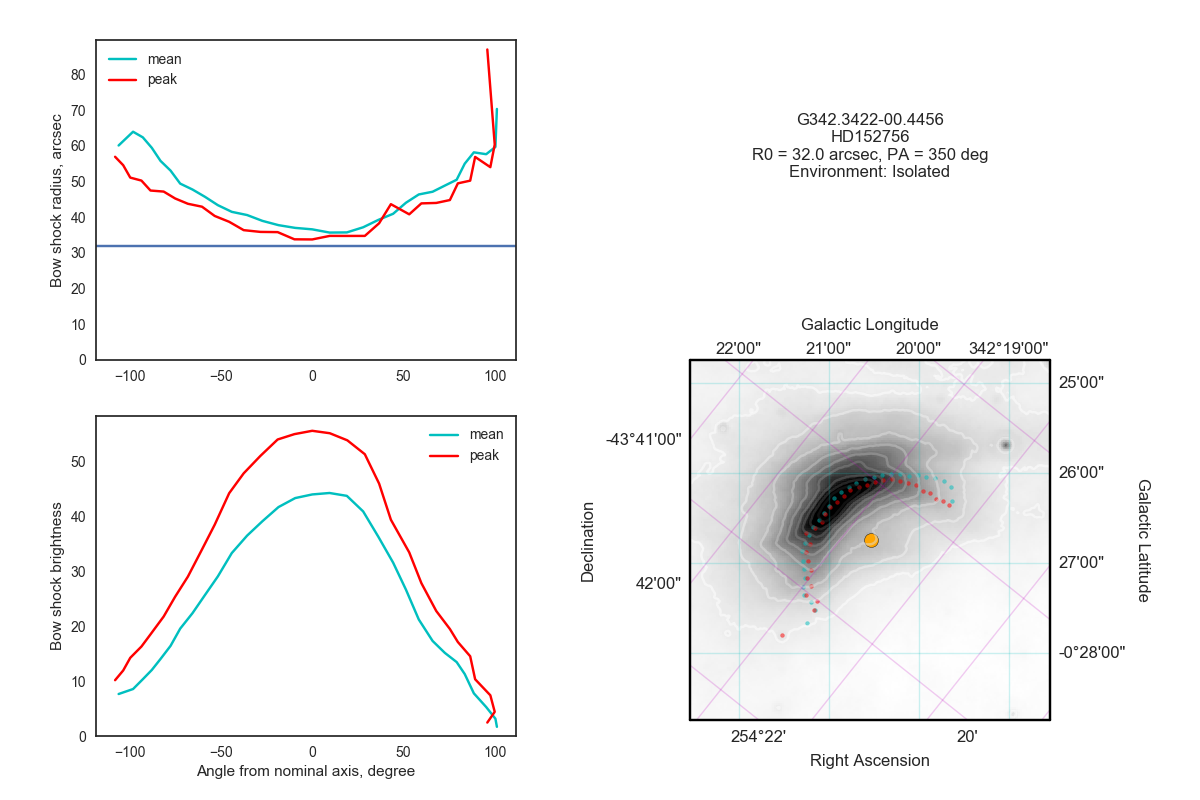 mean
peak
80
70
60
50
40
30
20
10
0
−100
−50
0
50
100
Bow shock radius, arcsec
G342.3422-00.4456
HD152756
R0 = 32.0 arcsec, PA = 350 deg
Environment: Isolated
mean
peak
50
40
30
20
10
0
−100
−50
0
50
100
Bow shock brightness
Angle from nominal axis, degree
Galactic Longitude
22'00"
21'00"
20'00"
342°19'00"
25'00"
26'00"
27'00"
-0°28'00"
Galactic Latitude
-43°41'00"
42'00"
Declination
254°22'
20'
Right Ascension